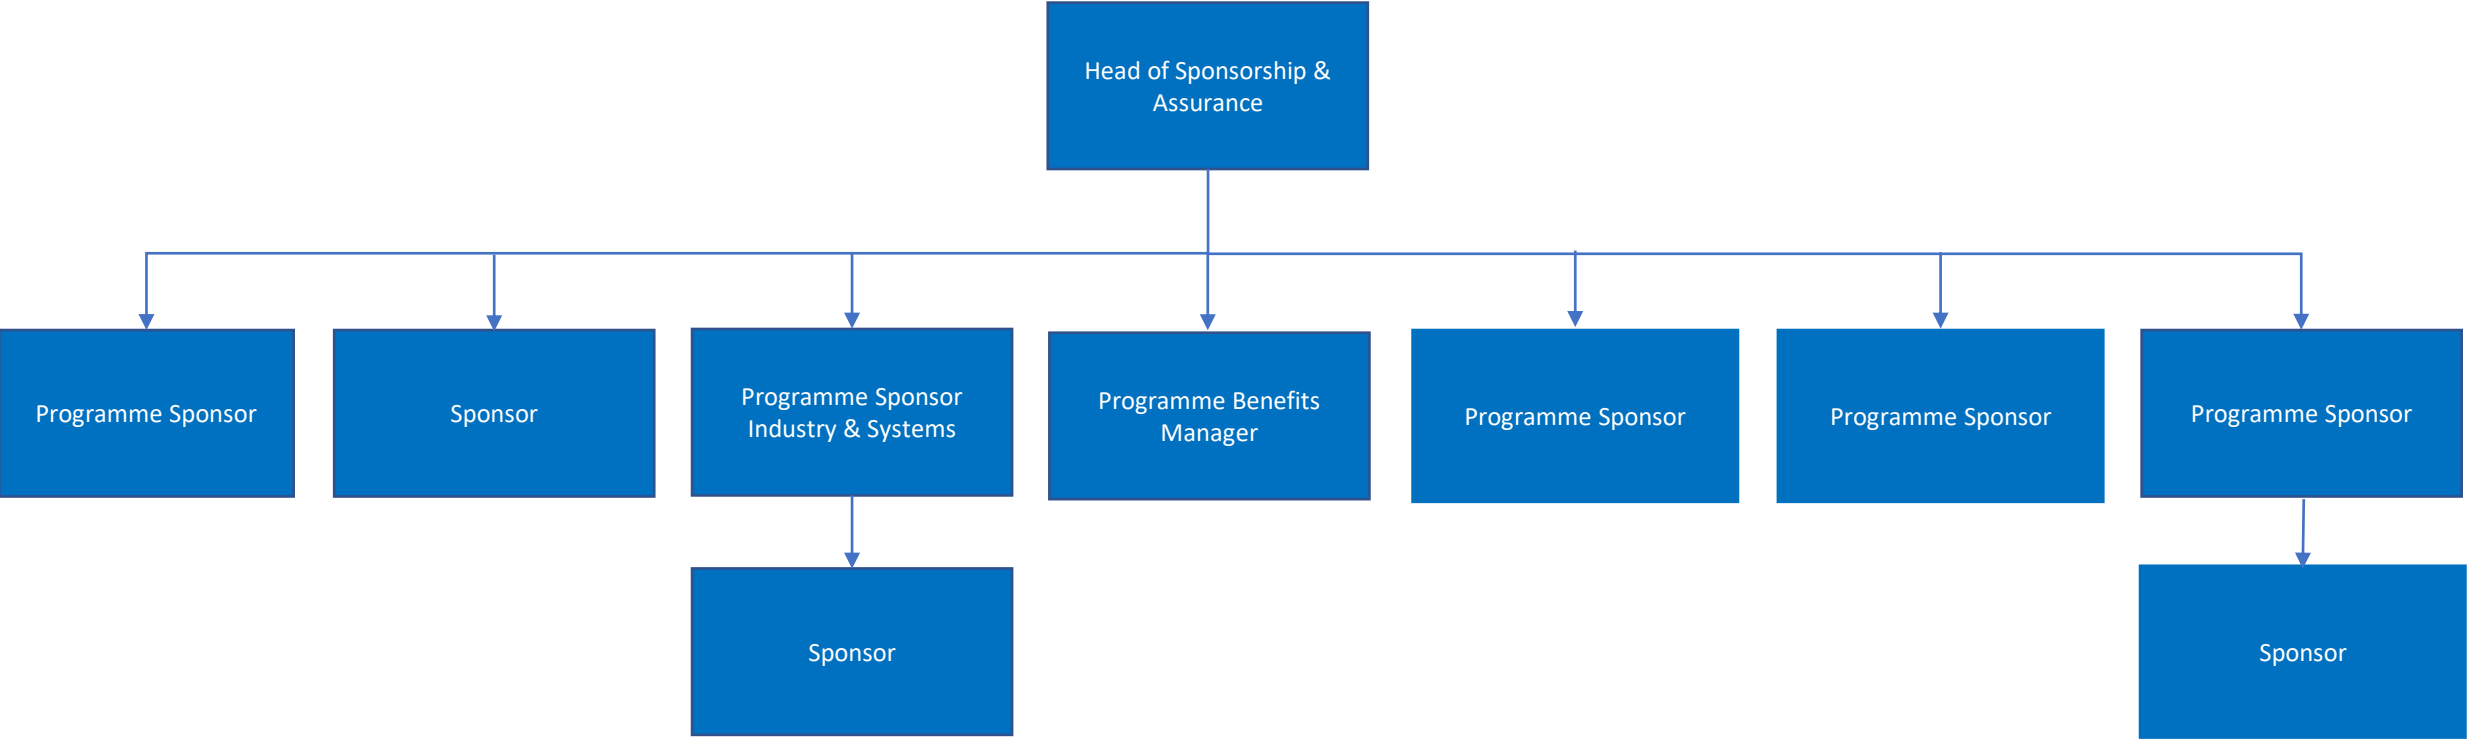 Head of Sponsorship &
Assurance
Programme Sponsor
Sponsor
Programme Sponsor
Industry & Systems
Programme Benefits
Manager
Programme Sponsor
Programme Sponsor
Programme Sponsor
Sponsor
Sponsor